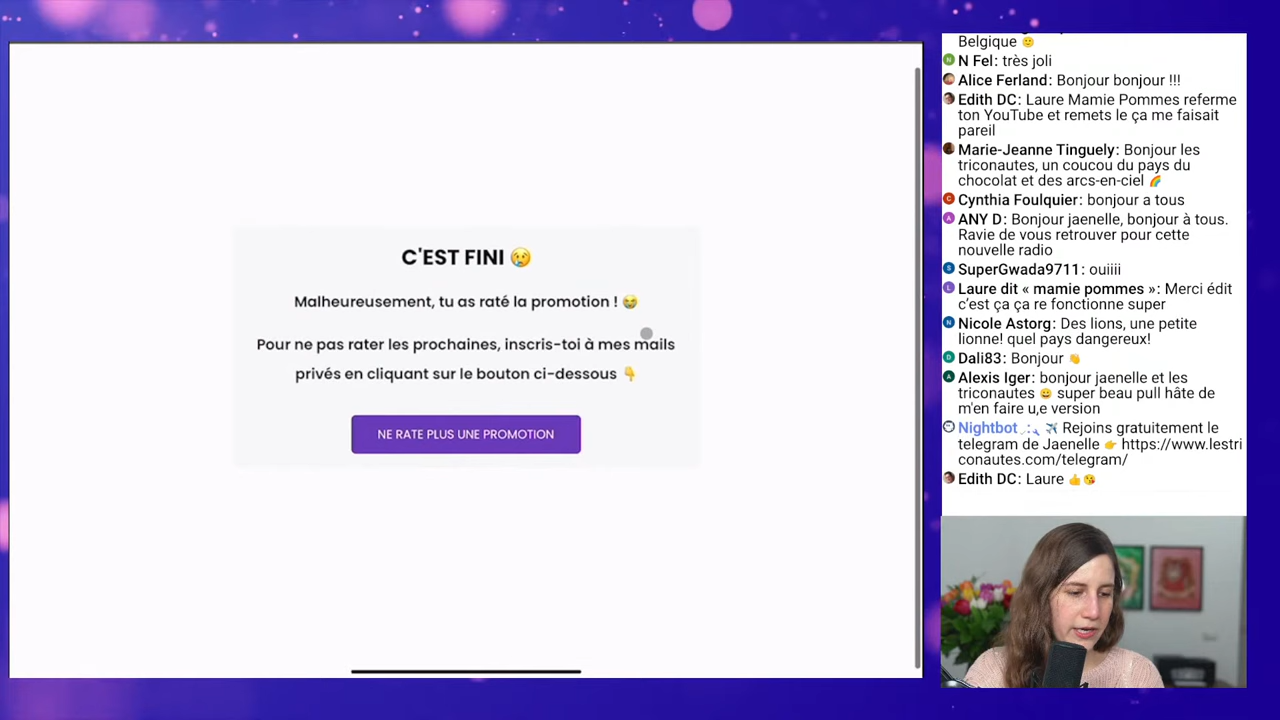 C'EST FINI 😢
Malheureusement, tu as raté la promotion ! 😭
Pour ne pas rater les prochaines, inscris-toi à mes mails
privés en cliquant sur le bouton ci-dessous 👇
NE RATE PLUS UNE PROMOTION
Belgique 🙂
N Fel: très joli
Alice Ferland: Bonjour bonjour !!!
Edith DC: Laure Mamie Pommes referme
ton YouTube et remets le ça me faisait
pareil
Marie-Jeanne Tinguely: Bonjour les
triconautes, un coucou du pays du
chocolat et des arcs-en-ciel 🌈
Cynthia Foulquier: bonjour a tous
ANY D: Bonjour jaenelle, bonjour à tous.
Ravie de vous retrouver pour cette
nouvelle radio
SuperGwada9711: ouiiii
Laure dit « mamie pommes »: Merci édit
c'est ça ça re fonctionne super
Nicole Astorg: Des lions, une petite
lionne! quel pays dangereux!
Dali83: Bonjour 👋
Alexis Iger: bonjour jaenelle et les
triconautes 😀 super beau pull hâte de
m'en faire u,e version
Nightbot : ✈️ Rejoins gratuitement le
telegram de Jaenelle 👉 https://www.lestri
conautes.com/telegram/
Edith DC: Laure 👍😘